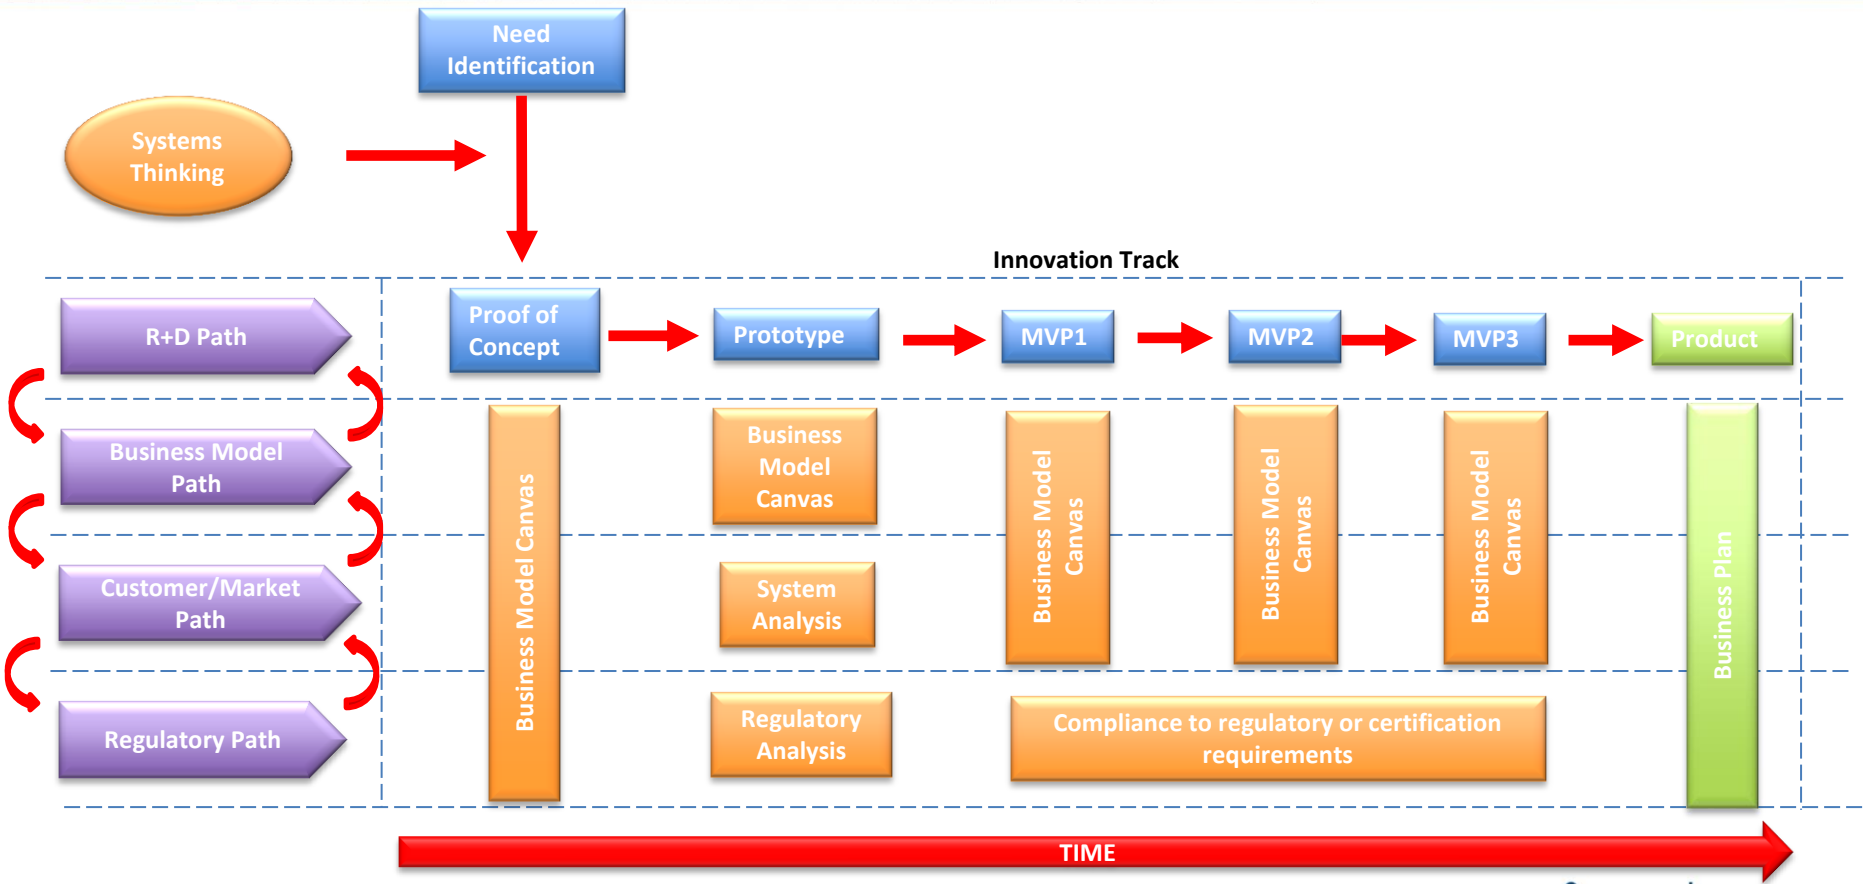 Need
Identification
Systems
Thinking
Innovation Track
R+D Path
Proof of
Concept
Prototype
MVP1
MVP2
MVP3
Product
Business Model
Path
Customer/Market
Path
Regulatory Path
Business Model Canvas
Business
Model
Canvas
System
Analysis
Regulatory
Analysis
Business Model
Canvas
Business Model
Canvas
Business Model
Canvas
Compliance to regulatory or certification
requirements
Business Plan
TIME